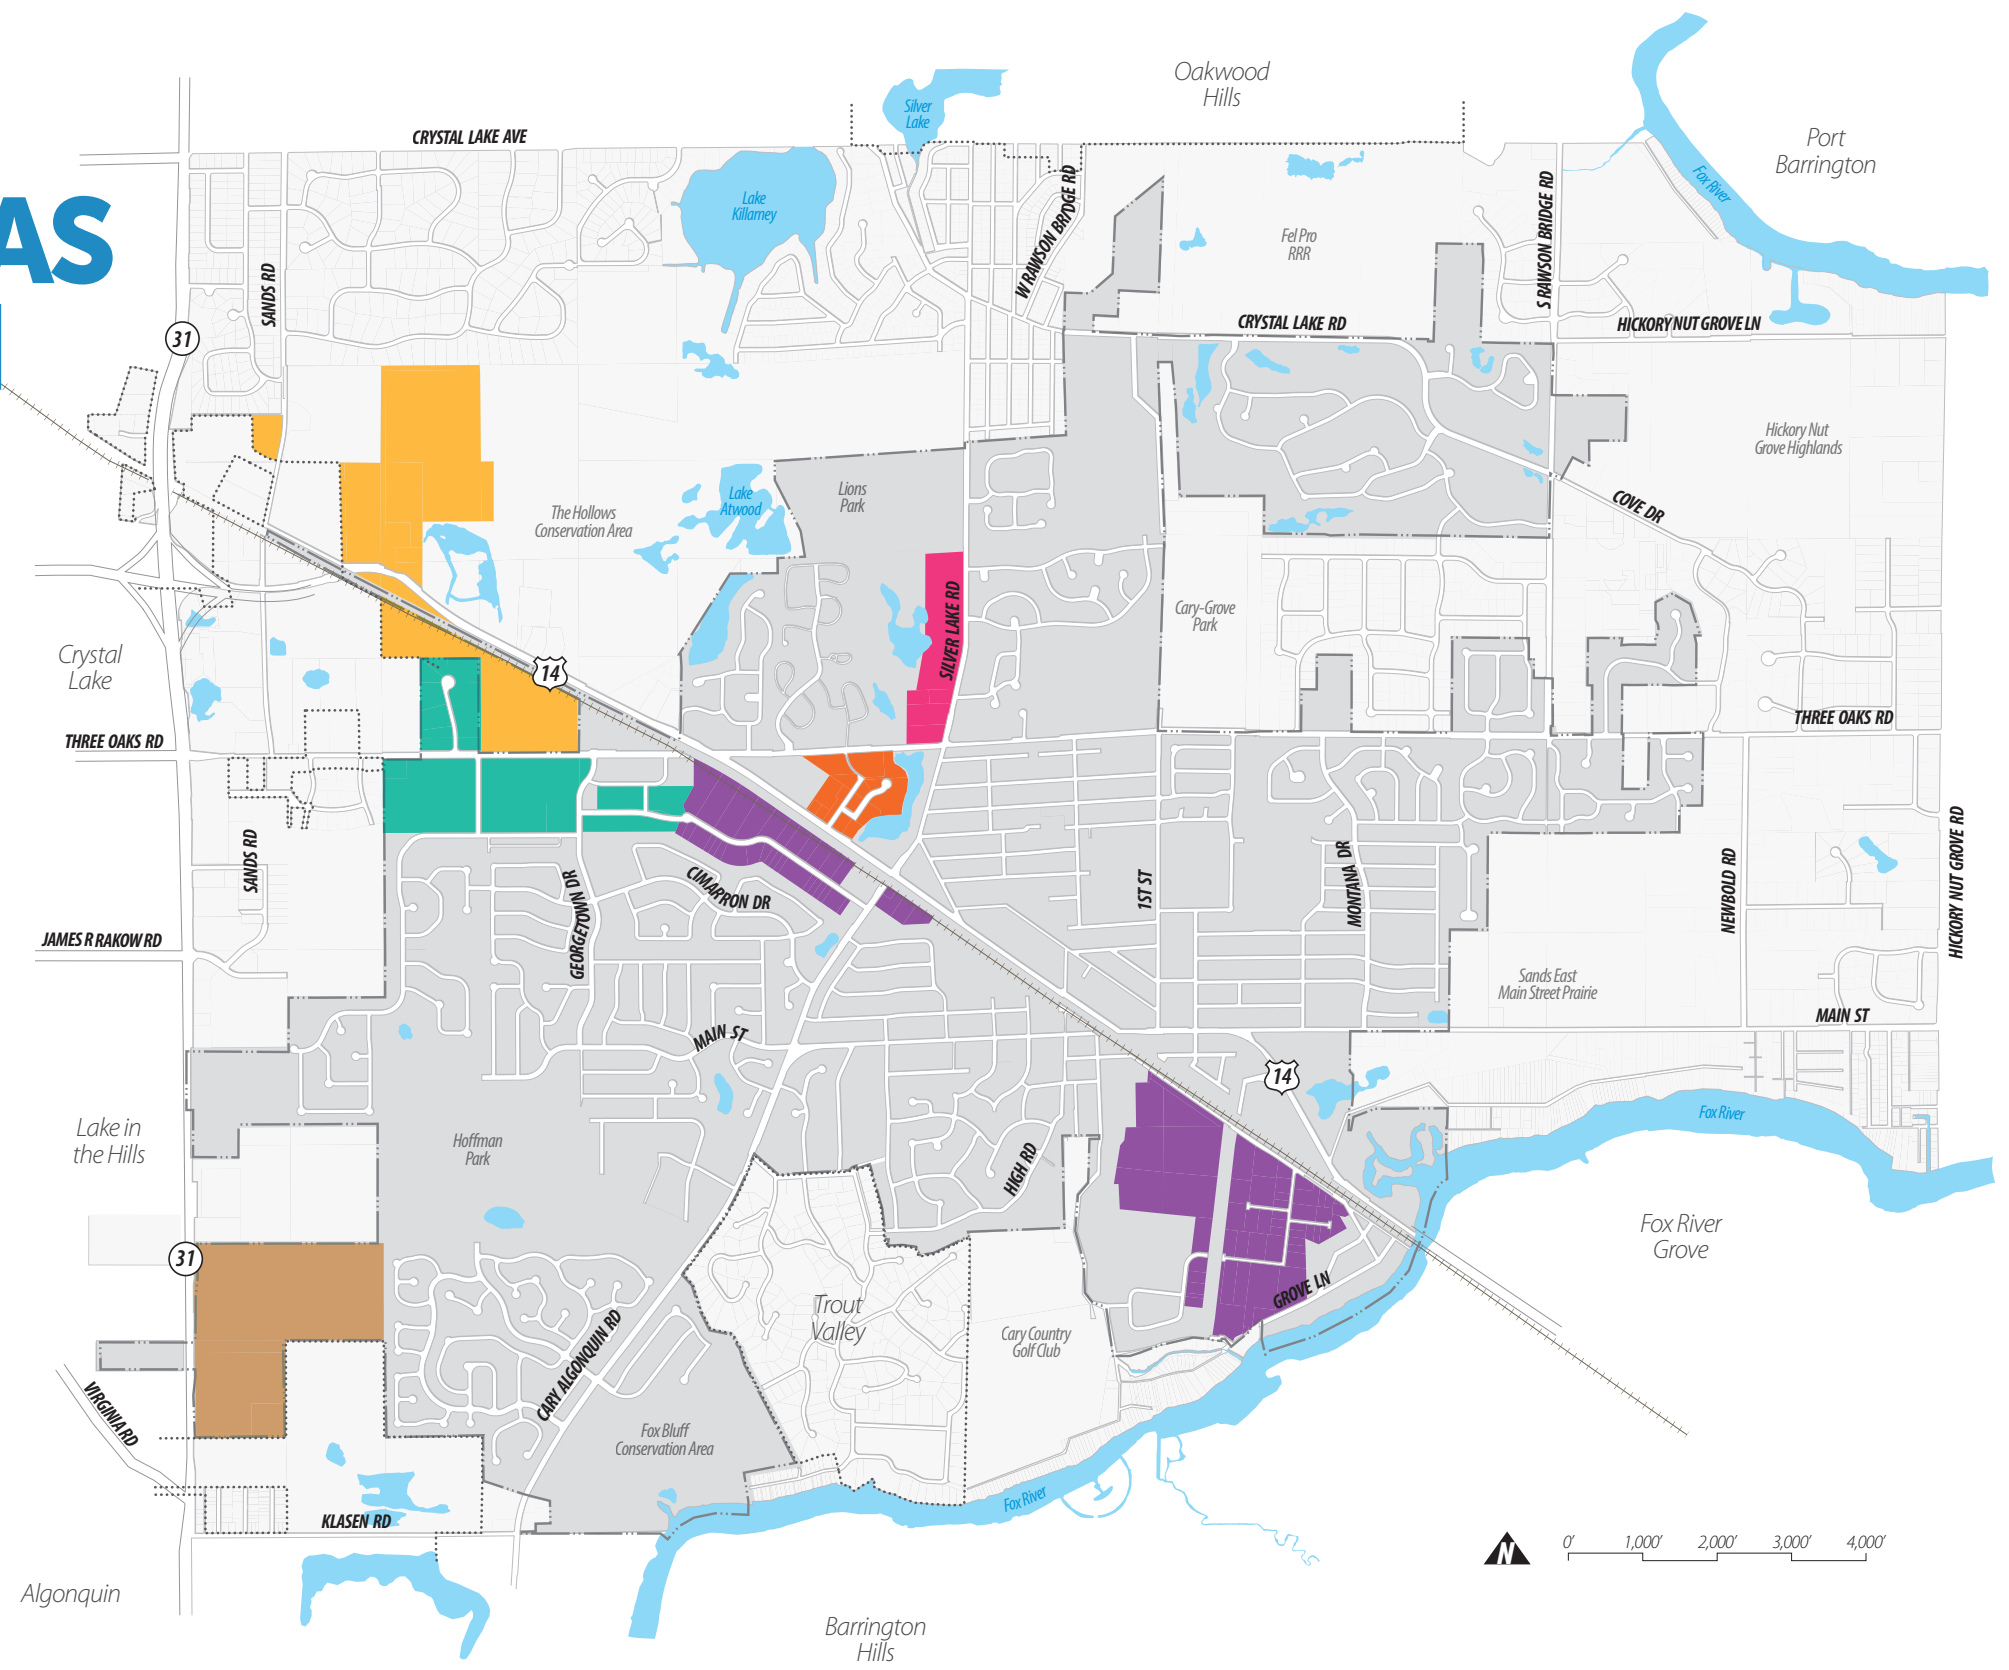 AS
Oakwood
Hills
Silver
Lake
Port
Barrington
CRYSTAL LAKE AVE
Lake
Killarney
W RAWSON BRIDGE RD
Fox River
S RAWSON BRIDGE RD
SANDS RD
Fel Pro
RRR
31
CRYSTAL LAKE RD
HICKORY NUT GROVE LN
Hickory Nut
Grove Highlands
Lake
Atwood
Lions
Park
The Hollows
Conservation Area
COVE DR
SILVER LAKE RD
Cary-Grove
Park
Crystal
Lake
14
THREE OAKS RD
THREE OAKS RD
SANDS RD
CIMARRON DR
GEORGETOWN DR
1ST ST
MONTANA DR
NEWBOLD RD
HICKORY NUT GROVE RD
JAMES R RAKOW RD
Sands East
Main Street Prairie
MAIN ST
MAIN ST
14
Fox River
Lake in
the Hills
Hoffman
Park
HIGH RD
Fox River
Grove
31
GROVE LN
Trout
Valley
Cary Country
Golf Club
CARY ALGONQUIN RD
VIRGINIA RD
Fox Bluff
Conservation Area
Fox River
KLASEN RD
N
0' 1,000' 2,000' 3,000' 4,000'
Algonquin
Barrington
Hills